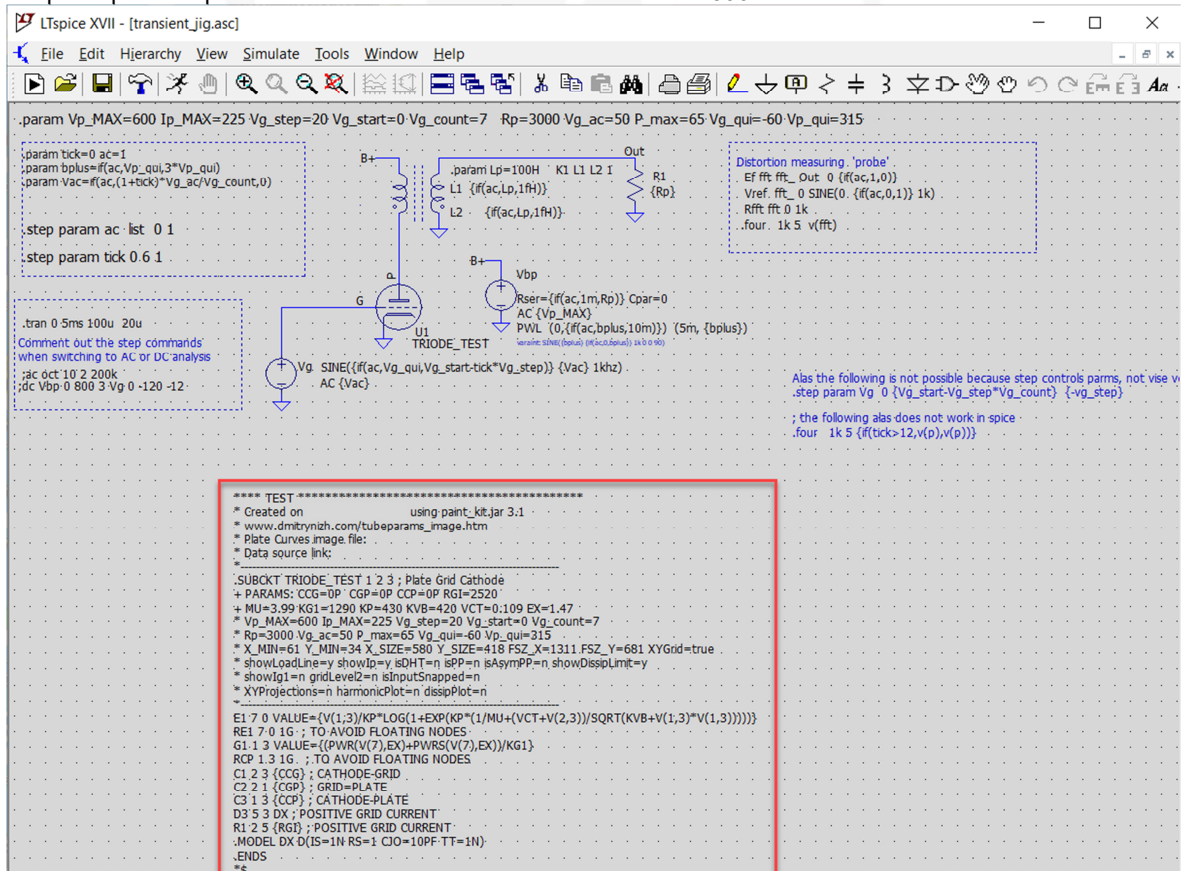 LTspice XVII - [transient_jig.asc]
File Edit Hierarchy View Simulate Tools Window Help
.param Vp_MAX=600 Ip_MAX=225 Vg_step=20 Vg_start=0 Vg_count=7 Rp=3000 Vg_ac=50 P_max=65 Vg_qui=-60 Vp_qui=315
.param tick=0 ac=1
.param bplus=if(ac,Vp_qui,3*Vp_qui)
.param Vac=if(ac,(1+tick)*Vg_ac/Vg_count,0)
.step param ac list 0 1
.step param tick 0 6 1
B+
.param Lp=100H K1 L1 L2 1
L1 {if(ac,Lp,1fH)}
L2 {if(ac,Lp,1fH)}
Out
R1
{Rp}
Distortion measuring 'probe'
Ef fft fft_ Out 0 {if(ac,1,0)}
Vref fft_ 0 SINE(0 {if(ac,0,1)} 1k)
Rfft fft 0 1k
.four 1k 5 v(fft)
P
G
U1
TRIODE_TEST
B+
Vbp
Rser={if(ac,1m,Rp)} Cpar=0
AC {Vp_MAX}
PWL (0,{if(ac,bplus,10m)}) (5m, {bplus})
varaint: SINE({bplus} {if(ac,0,bplus)} 1k 0 0 90)
.tran 0 5ms 100u 20u
Comment out the step commands
when switching to AC or DC analysis
;ac oct 10 2 200k
;dc Vbp 0 800 3 Vg 0 -120 -12
Vg SINE({if(ac,Vg_qui,Vg_start-tick*Vg_step)} {Vac} 1khz)
AC {Vac}
Alas the following is not possible because step controls parms, not vise v
.step param Vg 0 {Vg_start-Vg_step*Vg_count} {-vg_step}
; the following alas does not work in spice
.four 1k 5 {if(tick>12,v(p),v(p))}
**** TEST ******************************************
* Created on using paint_kit.jar 3.1
* www.dmitrynizh.com/tubeparams_image.htm
* Plate Curves image file:
* Data source link:
*----------------------------------------------------------------------------------
.SUBCKT TRIODE_TEST 1 2 3 ; Plate Grid Cathode
+ PARAMS: CCG=0P CGP=0P CCP=0P RGI=2520
+ MU=3.99 KG1=1290 KP=430 KVB=420 VCT=0.109 EX=1.47
* Vp_MAX=600 Ip_MAX=225 Vg_step=20 Vg_start=0 Vg_count=7
* Rp=3000 Vg_ac=50 P_max=65 Vg_qui=-60 Vp_qui=315
* X_MIN=61 Y_MIN=34 X_SIZE=580 Y_SIZE=418 FSZ_X=1311 FSZ_Y=681 XYGrid=true
* showLoadLine=y showIp=y isDHT=n isPP=n isAsymPP=n showDissipLimit=y
* showIg1=n gridLevel2=n isInputSnapped=n
* XYProjections=n harmonicPlot=n dissipPlot=n
*----------------------------------------------------------------------------------
E1 7 0 VALUE={V(1,3)/KP*LOG(1+EXP(KP*(1/MU+(VCT+V(2,3))/SQRT(KVB+V(1,3)*V(1,3)))))}
RE1 7 0 1G ; TO AVOID FLOATING NODES
G1 1 3 VALUE={(PWR(V(7),EX)+PWRS(V(7),EX))/KG1}
RCP 1 3 1G ; TO AVOID FLOATING NODES
C1 2 3 {CCG} ; CATHODE-GRID
C2 2 1 {CGP} ; GRID=PLATE
C3 1 3 {CCP} ; CATHODE-PLATE
D3 5 3 DX ; POSITIVE GRID CURRENT
R1 2 5 {RGI} ; POSITIVE GRID CURRENT
.MODEL DX D(IS=1N RS=1 CJO=10PF TT=1N)
.ENDS
*$